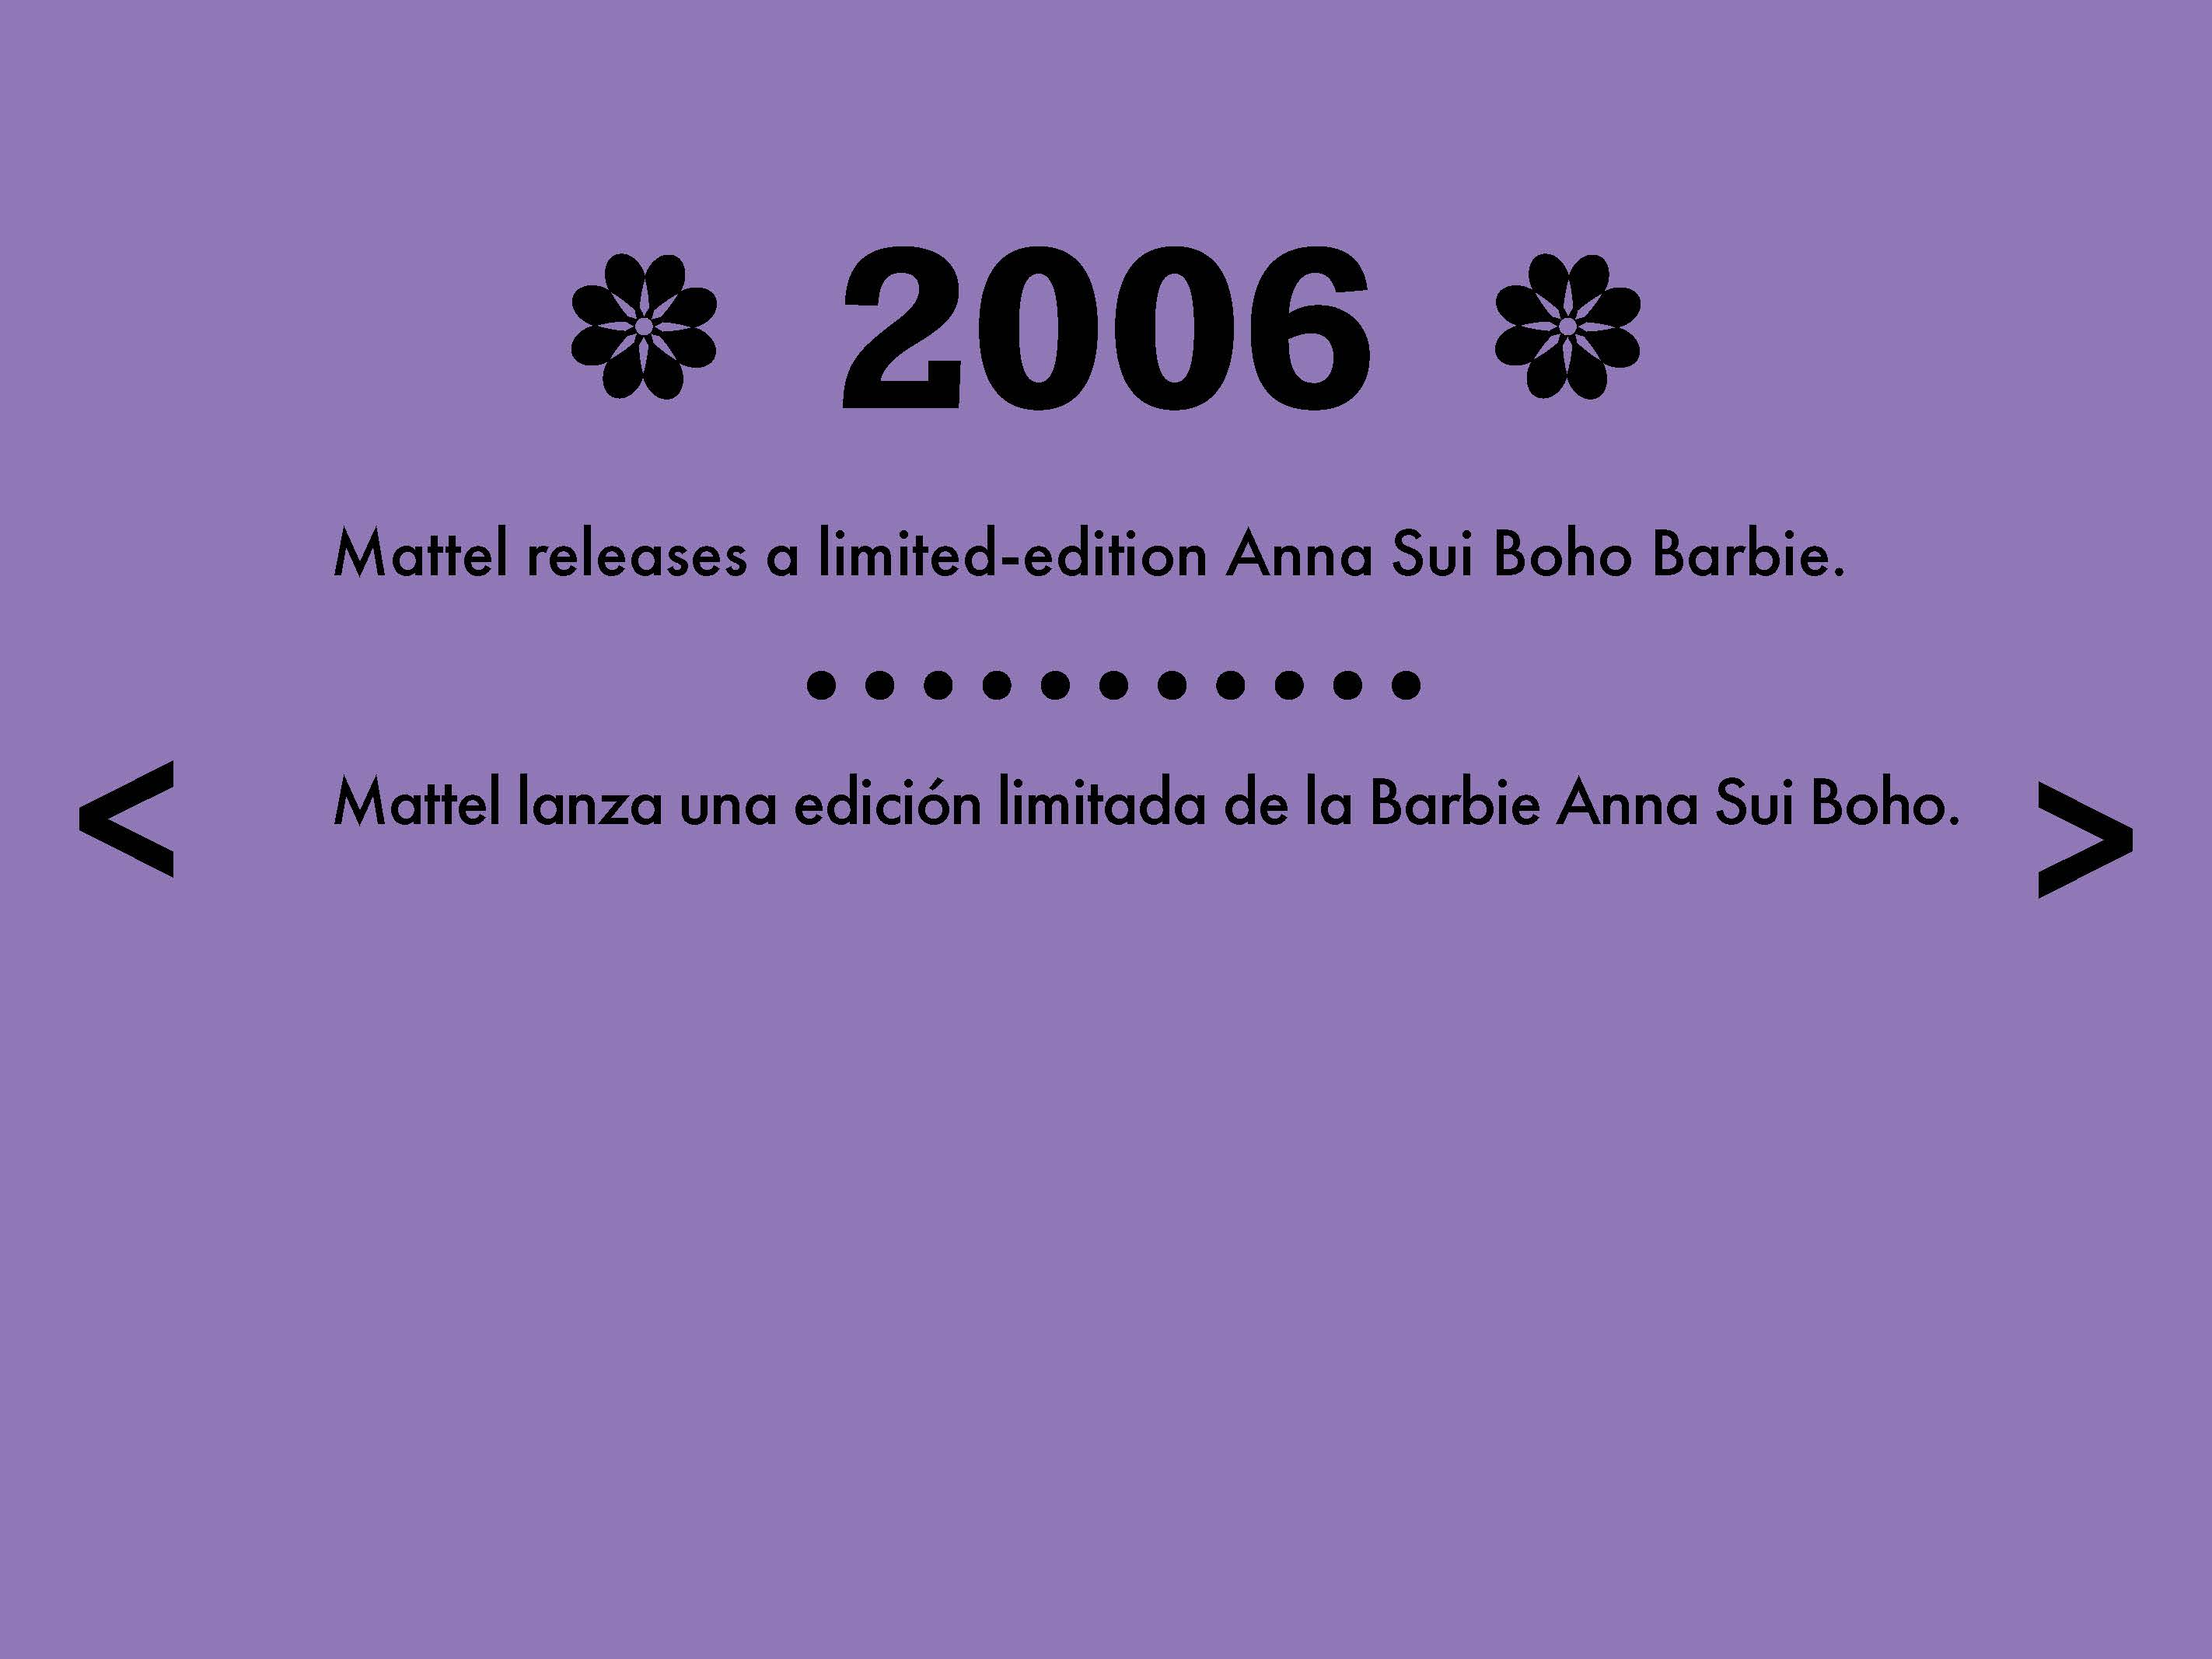 2006
Mattel releases a limited-edition Anna Sui Boho Barbie.
< Mattel lanza una edición limitada de la Barbie Anna Sui Boho. >